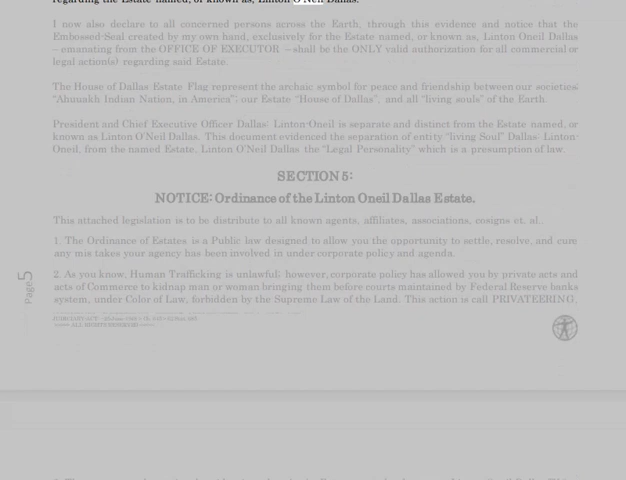 regarding the Estate named, or known as, Linton O'Neil Dallas.
I now also declare to all concerned persons across the Earth, through this evidence and notice that the
Embossed-Seal created by my own hand, exclusively for the Estate named, or known as, Linton Oneil Dallas
– emanating from the OFFICE OF EXECUTOR – shall be the ONLY valid authorization for all commercial or
legal action(s) regarding said Estate.
The House of Dallas Estate Flag represent the archaic symbol for peace and friendship between our societies;
"Ahuuakh Indian Nation, in America"; our Estate "House of Dallas", and all "living souls" of the Earth.
President and Chief Executive Officer Dallas: Linton-Oneil is separate and distinct from the Estate named, or
known as Linton O'Neil Dallas. This document evidenced the separation of entity "living Soul" Dallas- Linton-
Oneil, from the named Estate, Linton O'Neil Dallas the "Legal Personality" which is a presumption of law.
SECTION 5:
NOTICE: Ordinance of the Linton Oneil Dallas Estate.
This attached legislation is to be distribute to all known agents, affiliates, associations, cosigns et. al..
1. The Ordinance of Estates is a Public law designed to allow you the opportunity to settle, resolve, and cure
any mis takes your agency has been involved in under corporate policy and agenda.
2. As you know, Human Trafficking is unlawful; however, corporate policy has allowed you by private acts and
acts of Commerce to kidnap man or woman bringing them before courts maintained by Federal Reserve banks
system, under Color of Law, forbidden by the Supreme Law of the Land. This action is call PRIVATEERING,
Page 5
ALL RIGHTS RESERVED